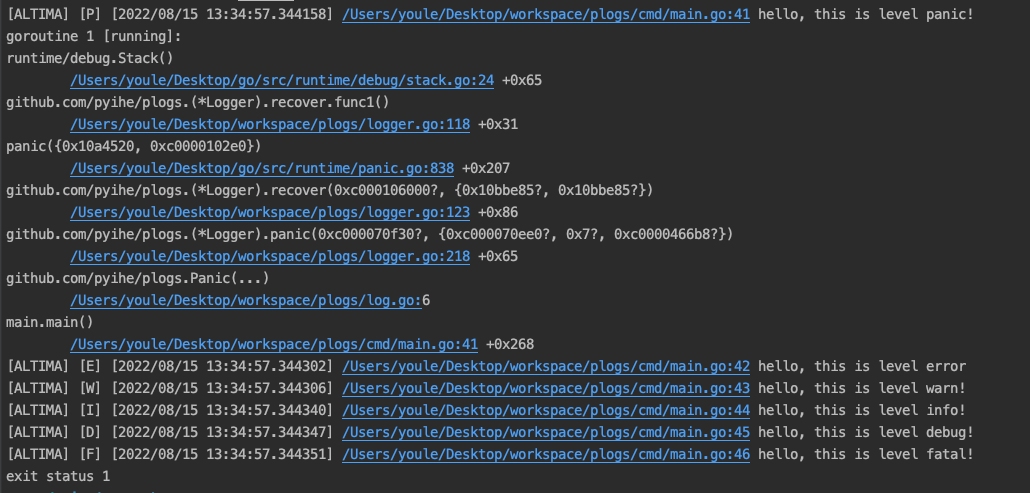 [ALTIMA] [P] [2022/08/15 13:34:57.344158] /Users/youle/Desktop/workspace/plogs/cmd/main.go:41 hello, this is level panic!
goroutine 1 [running]:
runtime/debug.Stack()
/Users/youle/Desktop/go/src/runtime/debug/stack.go:24 +0x65
github.com/pyihe/plogs.(*Logger).recover.func1()
/Users/youle/Desktop/workspace/plogs/logger.go:118 +0x31
panic({0x10a4520, 0xc0000102e0})
/Users/youle/Desktop/go/src/runtime/panic.go:838 +0x207
github.com/pyihe/plogs.(*Logger).recover(0xc000106000?, {0x10bbe85?, 0x10bbe85?})
/Users/youle/Desktop/workspace/plogs/logger.go:123 +0x86
github.com/pyihe/plogs.(*Logger).panic(0xc000070f30?, {0xc000070ee0?, 0x7?, 0xc0000466b8?})
/Users/youle/Desktop/workspace/plogs/logger.go:218 +0x65
github.com/pyihe/plogs.Panic(...)
/Users/youle/Desktop/workspace/plogs/log.go:6
main.main()
/Users/youle/Desktop/workspace/plogs/cmd/main.go:41 +0x268
[ALTIMA] [E] [2022/08/15 13:34:57.344302] /Users/youle/Desktop/workspace/plogs/cmd/main.go:42 hello, this is level error
[ALTIMA] [W] [2022/08/15 13:34:57.344306] /Users/youle/Desktop/workspace/plogs/cmd/main.go:43 hello, this is level warn!
[ALTIMA] [I] [2022/08/15 13:34:57.344340] /Users/youle/Desktop/workspace/plogs/cmd/main.go:44 hello, this is level info!
[ALTIMA] [D] [2022/08/15 13:34:57.344347] /Users/youle/Desktop/workspace/plogs/cmd/main.go:45 hello, this is level debug!
[ALTIMA] [F] [2022/08/15 13:34:57.344351] /Users/youle/Desktop/workspace/plogs/cmd/main.go:46 hello, this is level fatal!
exit status 1